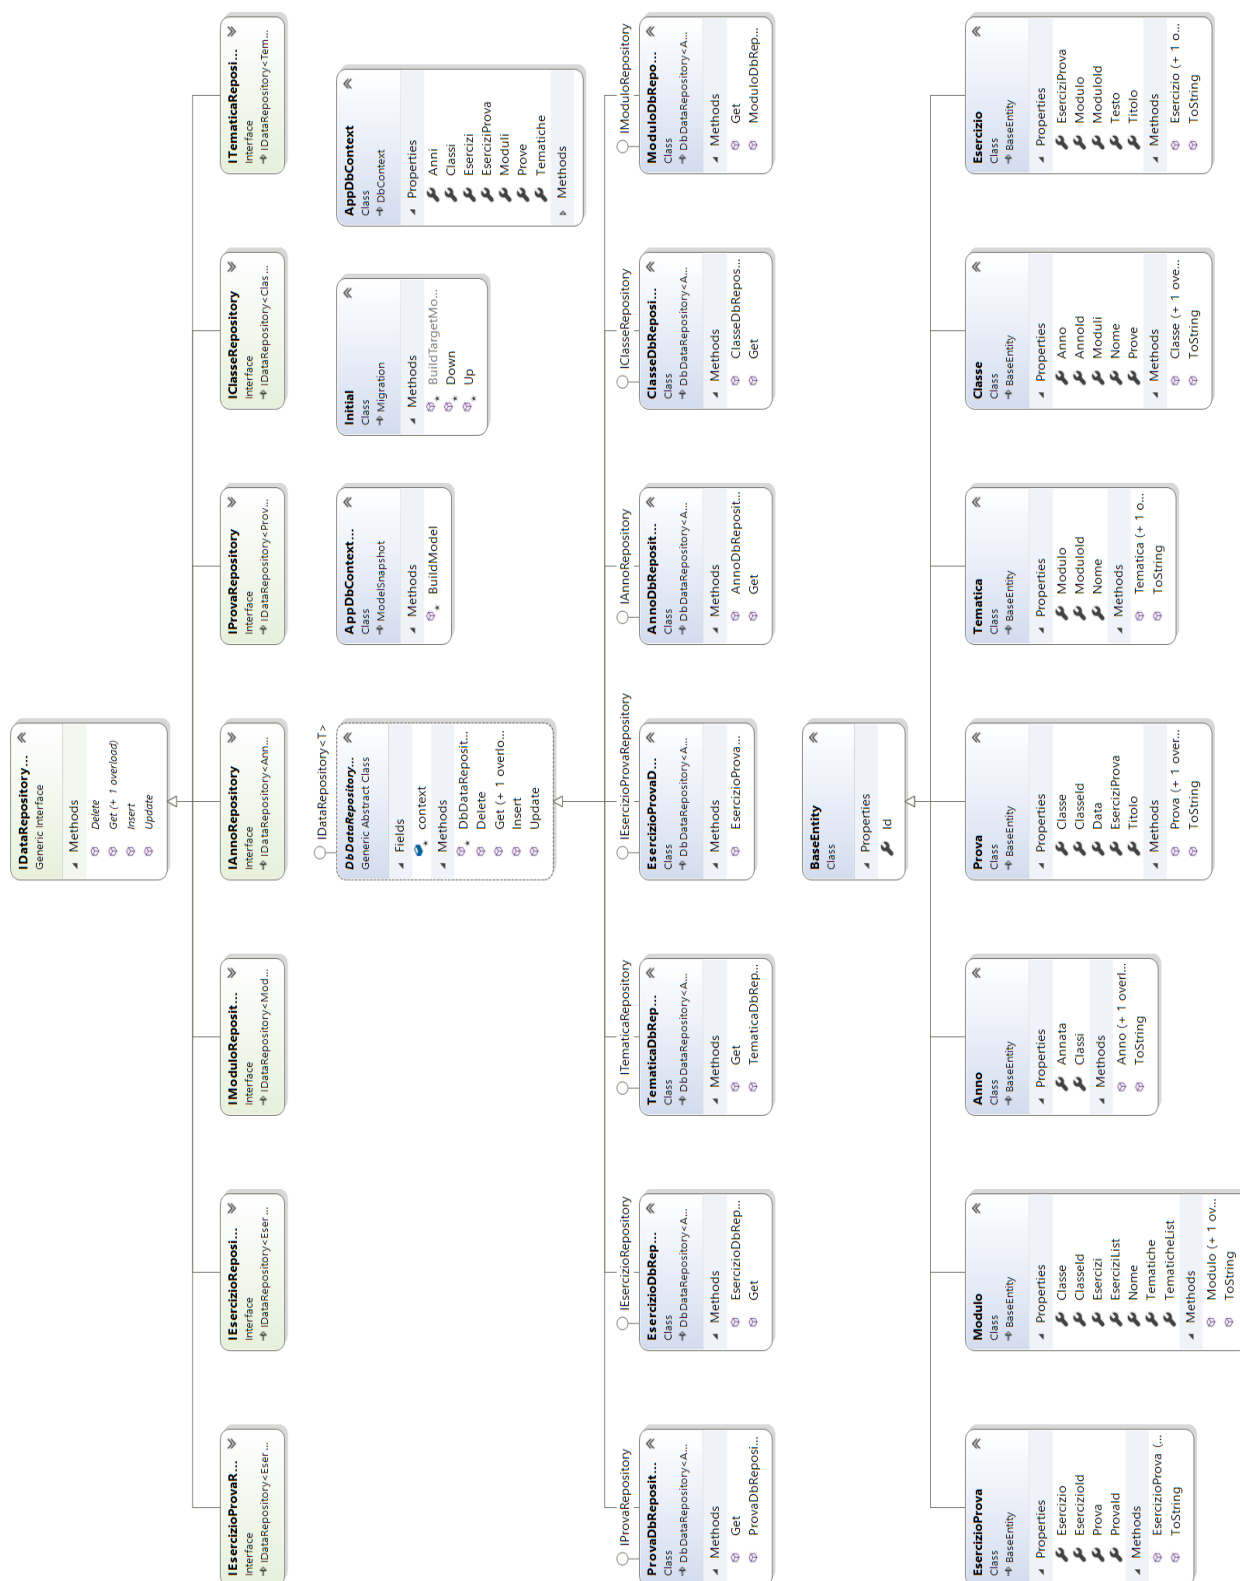 IDataRepository...
Generic Interface
Methods
Delete
Get (+ 1 overload)
Insert
Update
IEsercizioProvaR...
Interface
IDataRepository<Eser...
IEsercizioReposi...
Interface
IDataRepository<Eser...
IModuloReposit...
Interface
IDataRepository<Mod...
IAnnoRepository
Interface
IDataRepository<Ann...
IProvaRepository
Interface
IDataRepository<Prov...
IClasseRepository
Interface
IDataRepository<Clas...
ITematicaReposi...
Interface
IDataRepository<Tem...
IDataRepository<T>
DbDataRepository...
Generic Abstract Class
Fields
context
Methods
DbDataReposit...
Delete
Get (+ 1 overlo...
Insert
Update
AppDbContext...
Class
ModelSnapshot
Methods
BuildModel
Initial
Class
Migration
Methods
BuildTargetMo...
Down
Up
AppDbContext
Class
DbContext
Properties
Anni
Classi
Esercizi
EserciziProva
Moduli
Prove
Tematiche
Methods
IProvaRepository
ProvaDbReposit...
Class
DbDataRepository<A...
Methods
Get
ProvaDbReposi...
IEsercizioRepository
EsercizioDbRep...
Class
DbDataRepository<A...
Methods
EsercizioDbRep...
Get
ITematicaRepository
TematicaDbRep...
Class
DbDataRepository<A...
Methods
Get
TematicaDbRep...
IEsercizioProvaRepository
EsercizioProvaD...
Class
DbDataRepository<A...
Methods
EsercizioProva...
IAnnoRepository
AnnoDbReposit...
Class
DbDataRepository<A...
Methods
AnnoDbReposit...
Get
IClasseRepository
ClasseDbReposi...
Class
DbDataRepository<A...
Methods
ClasseDbRepos...
Get
IModuloRepository
ModuloDbRepo...
Class
DbDataRepository<A...
Methods
Get
ModuloDbRep...
BaseEntity
Class
Properties
Id
EsercizioProva
Class
BaseEntity
Properties
Esercizio
EsercizioId
Prova
ProvaId
Methods
EsercizioProva (...
ToString
Modulo
Class
BaseEntity
Properties
Classe
ClasseId
Esercizi
EserciziList
Nome
Tematiche
TematicheList
Methods
Modulo (+ 1 ov...
ToString
Anno
Class
BaseEntity
Properties
Annata
Classi
Methods
Anno (+ 1 overl...
ToString
Prova
Class
BaseEntity
Properties
Classe
ClasseId
Data
EserciziProva
Titolo
Methods
Prova (+ 1 over...
ToString
Tematica
Class
BaseEntity
Properties
Modulo
ModuloId
Nome
Methods
Tematica (+ 1 o...
ToString
Classe
Class
BaseEntity
Properties
Anno
AnnoId
Moduli
Nome
Prove
Methods
Classe (+ 1 ove...
ToString
Esercizio
Class
BaseEntity
Properties
EserciziProva
Modulo
ModuloId
Testo
Titolo
Methods
Esercizio (+ 1 o...
ToString